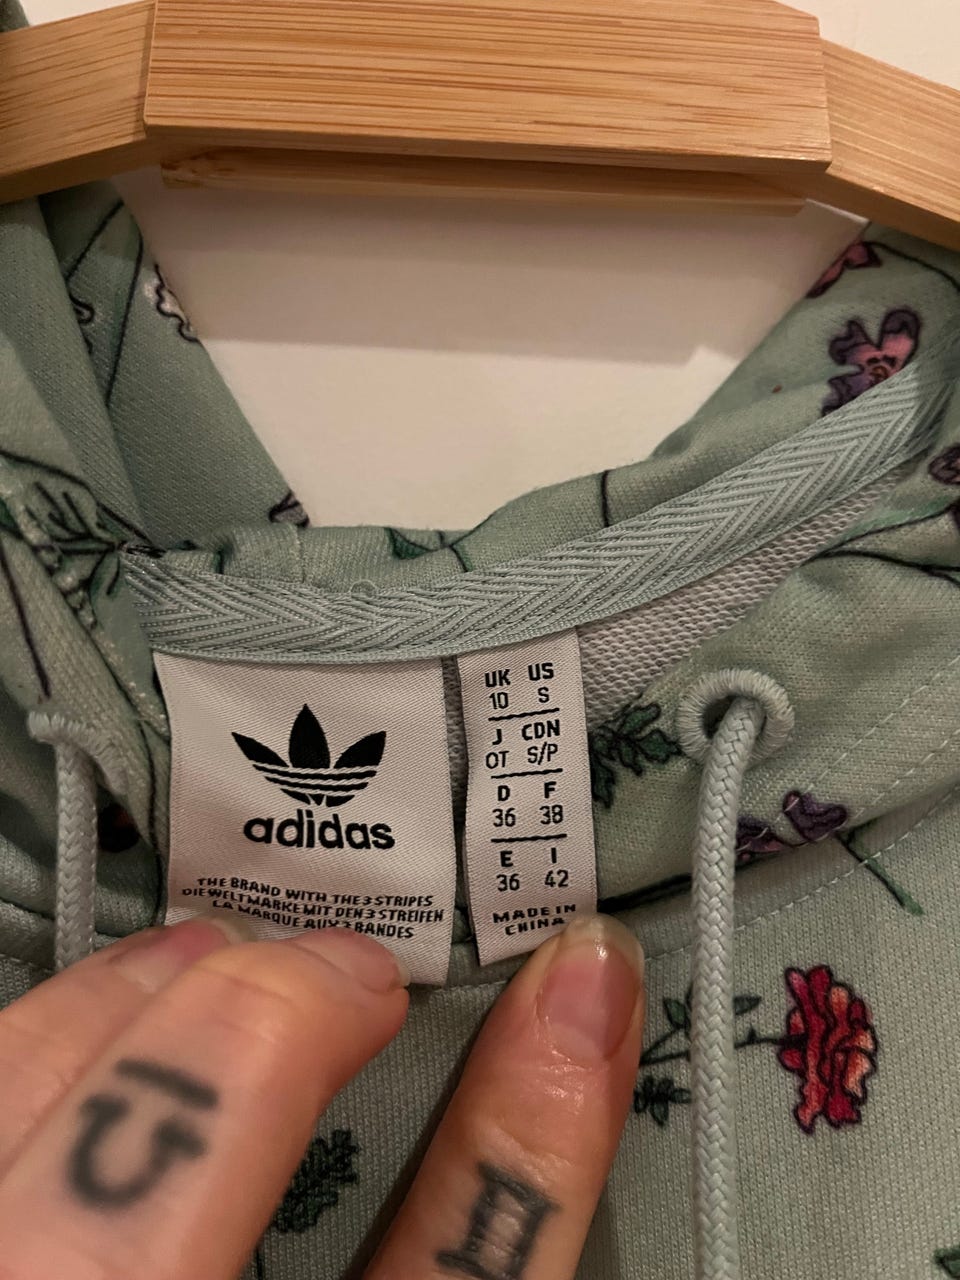 adidas
THE BRAND WITH THE 3 STRIPES
DIE WELTMARKE MIT DEN 3 STREIFEN
LA MARQUE AUX 3 BANDES
UK US
10 S
J CDN
OT S/P
D F
36 38
E I
36 42
MADE IN
CHINA